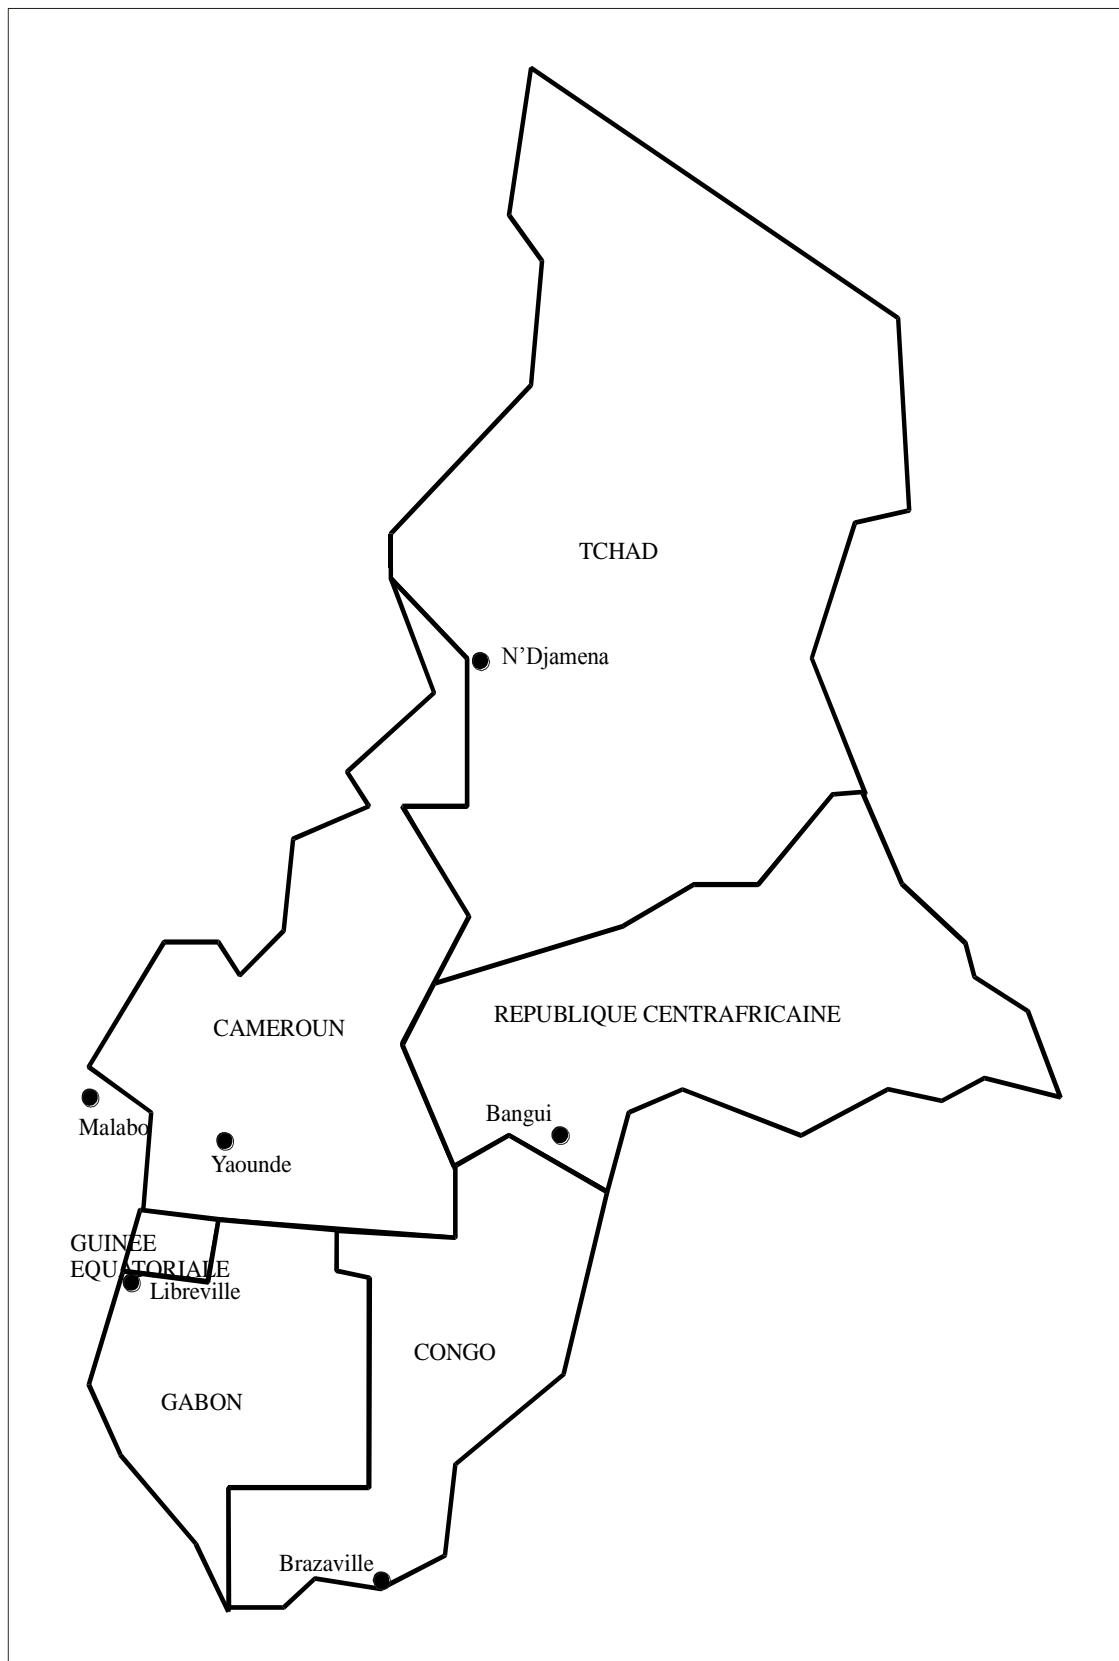 TCHAD
N’Djamena
REPUBLIQUE CENTRAFRICAINE
CAMEROUN
Bangui
Malabo
Yaounde
GUINEE
EQUATORIALE
Libreville
CONGO
GABON
Brazaville